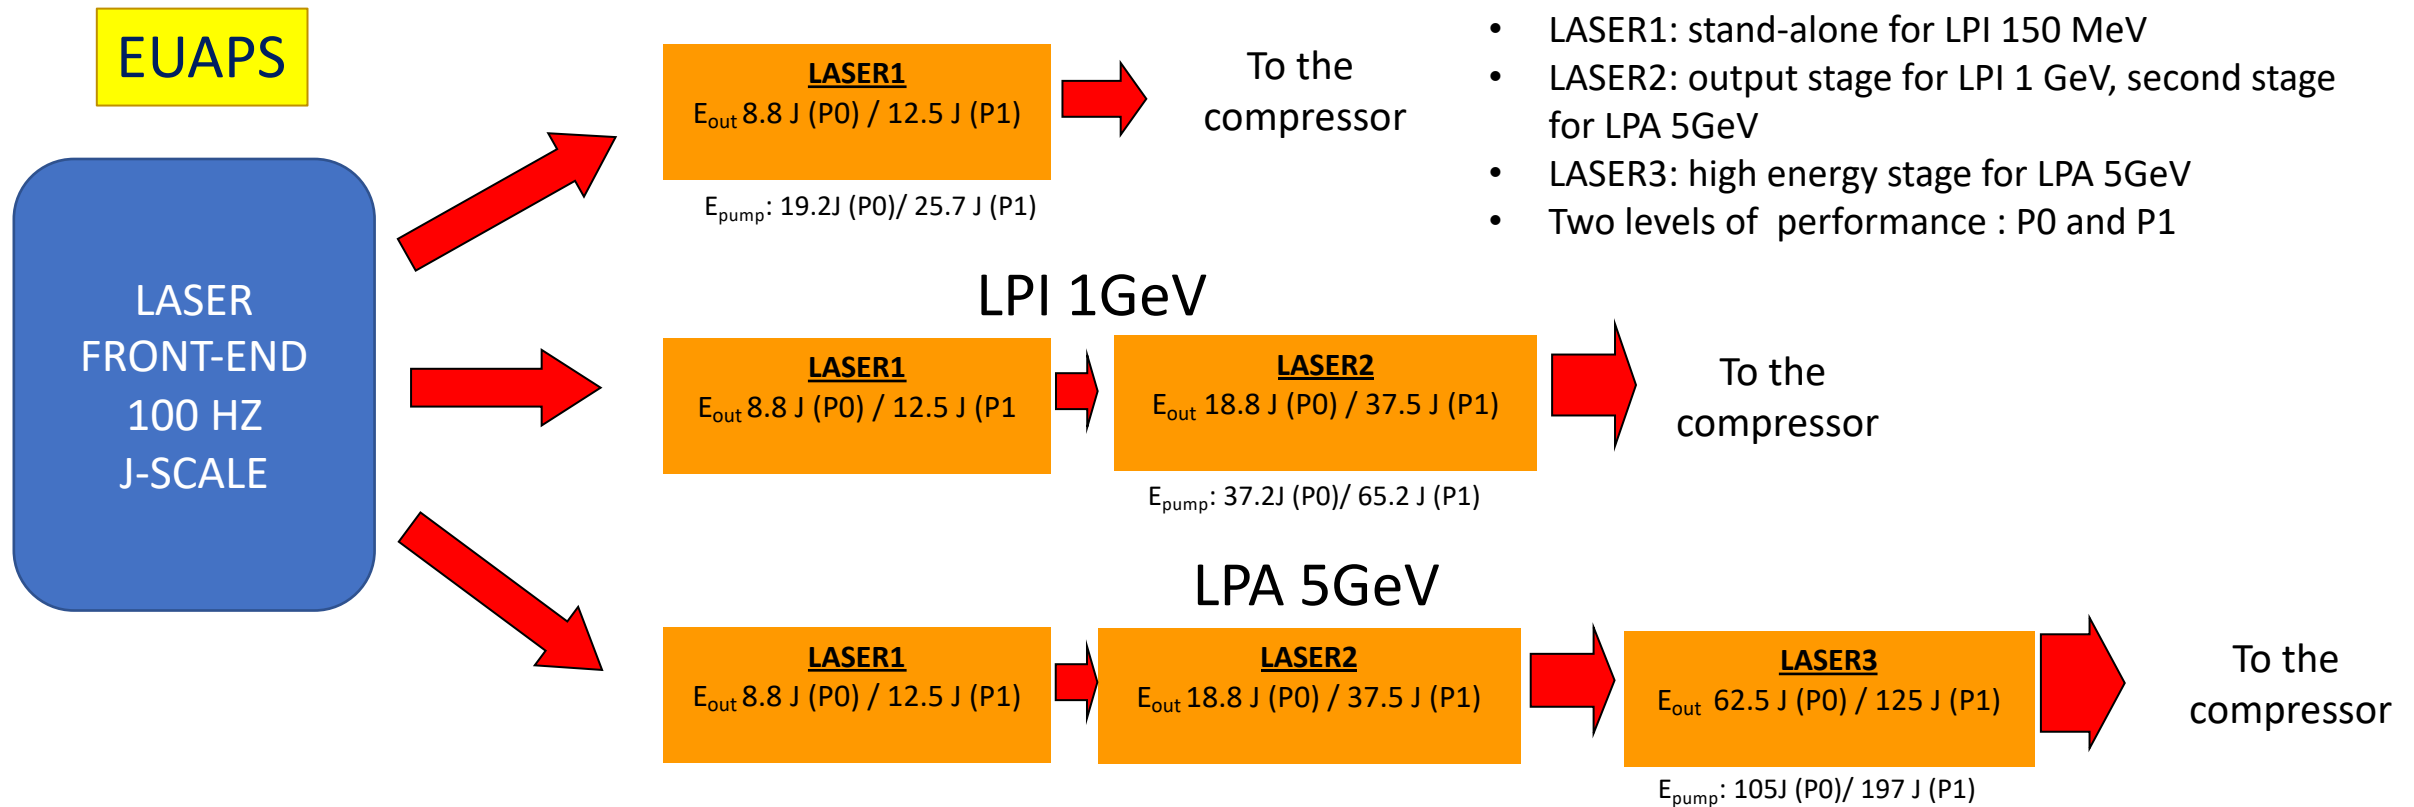 EUAPS
LASER
FRONT-END
100 HZ
J-SCALE
LASER1
Eout 8.8 J (P0) / 12.5 J (P1)
Epump: 19.2J (P0)/ 25.7 J (P1)
To the
compressor
• LASER1: stand-alone for LPI 150 MeV
• LASER2: output stage for LPI 1 GeV, second stage
for LPA 5GeV
• LASER3: high energy stage for LPA 5GeV
• Two levels of performance : P0 and P1
LPI 1GeV
LASER1
Eout 8.8 J (P0) / 12.5 J (P1
LASER2
Eout 18.8 J (P0) / 37.5 J (P1)
Epump: 37.2J (P0)/ 65.2 J (P1)
To the
compressor
LPA 5GeV
LASER1
Eout 8.8 J (P0) / 12.5 J (P1)
LASER2
Eout 18.8 J (P0) / 37.5 J (P1)
LASER3
Eout 62.5 J (P0) / 125 J (P1)
Epump: 105J (P0)/ 197 J (P1)
To the
compressor